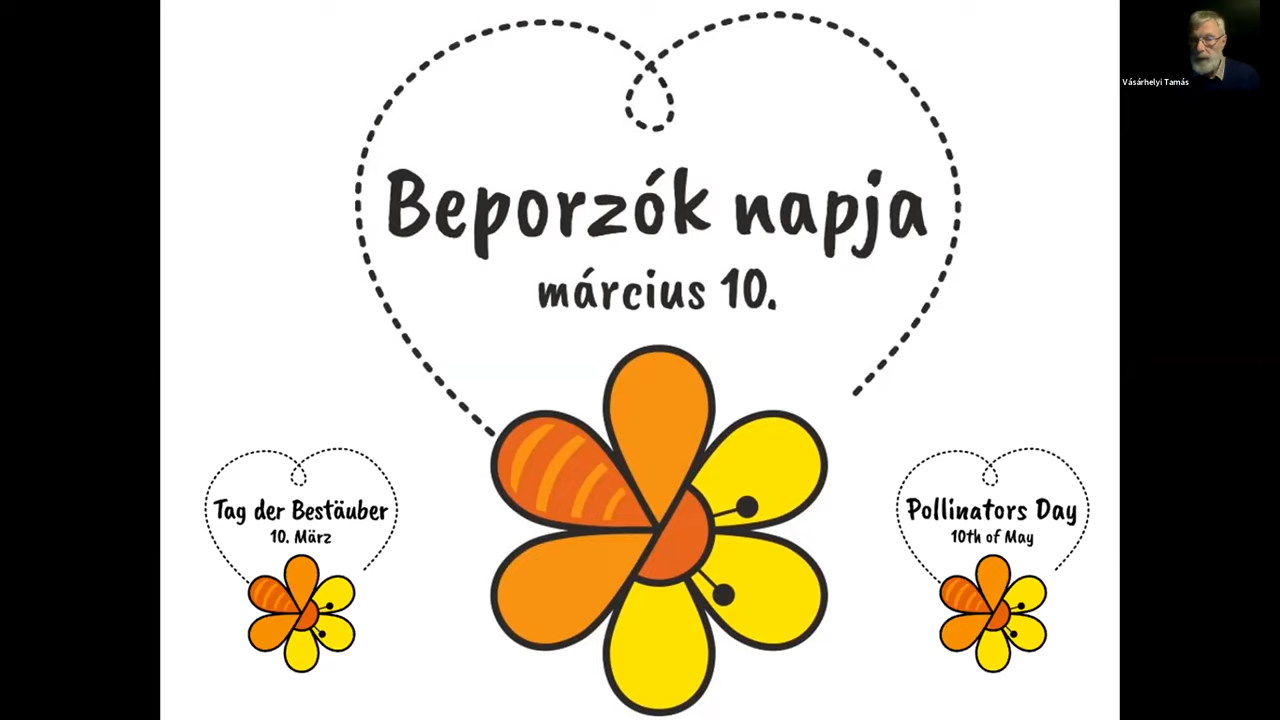 Beporzók napja
március 10.
Tag der Bestäuber
10. März
Pollinators Day
10th of May
Vásárhelyi Tamás